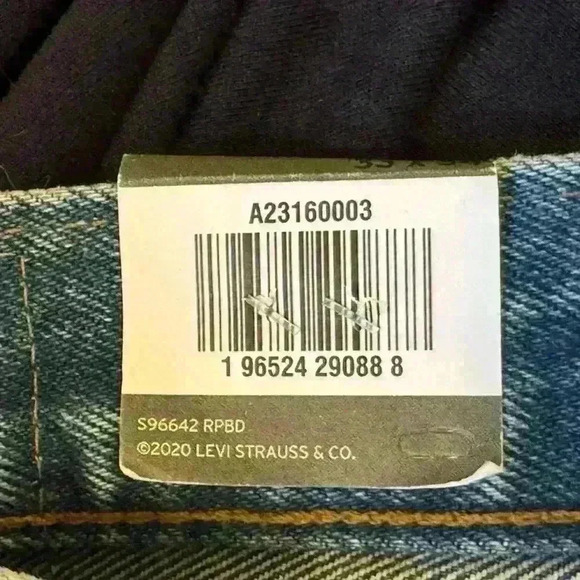 A23160003
1 96524 29088 8
S96642 RPBD
©2020 LEVI STRAUSS & CO.